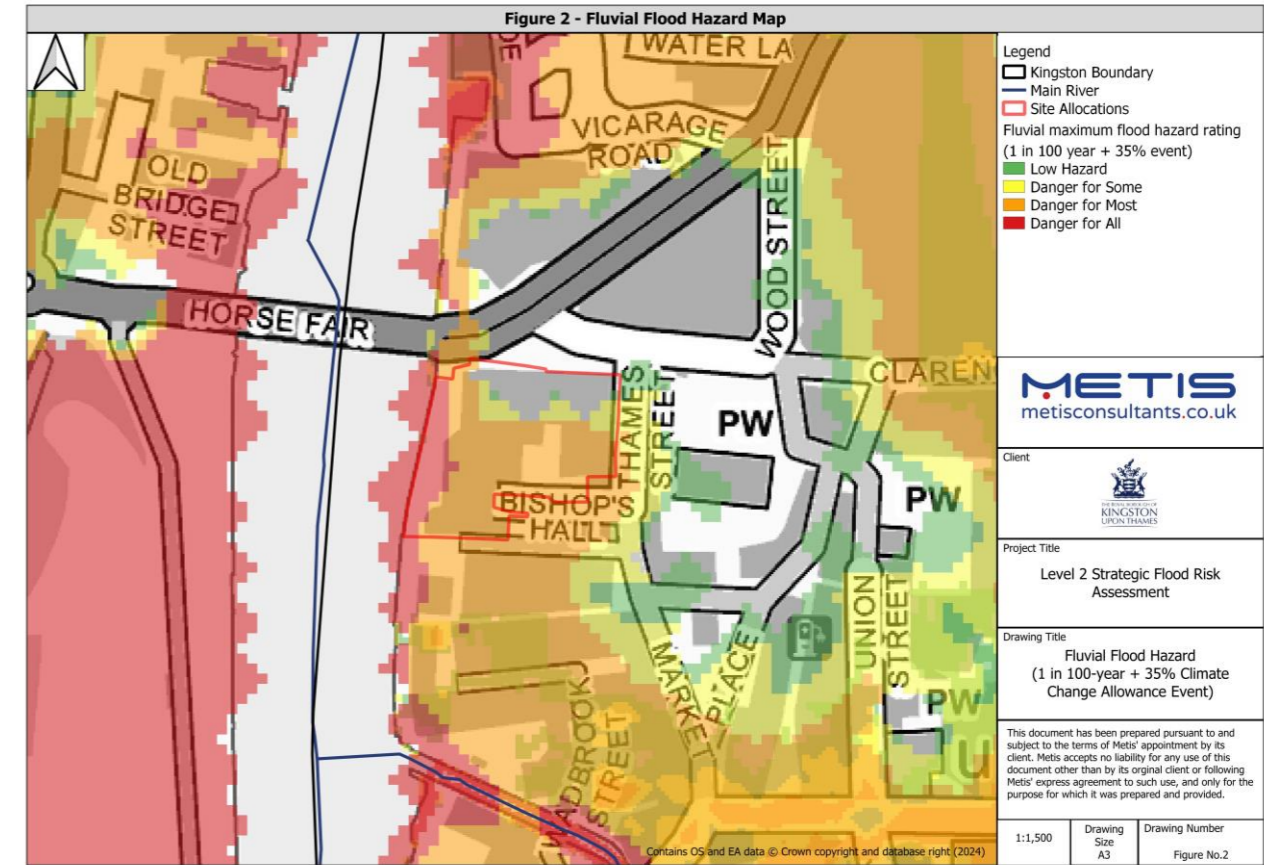 Figure 2 - Fluvial Flood Hazard Map
WATER LA
VICARAGE
ROAD
OLD
BRIDGE
STREET
WOOD STREET
HORSE FAIR
CLAREN
THAMES
STREET
PW
BISHOP'S
HALL
PW
UNION
STREET
MARKET
PLACE
PW
STREET
Contains OS and EA data © Crown copyright and database right (2024)
Legend
Kingston Boundary
Main River
Site Allocations
Fluvial maximum flood hazard rating
(1 in 100 year + 35% event)
Low Hazard
Danger for Some
Danger for Most
Danger for All
METIS
metisconsultants.co.uk
Client
THE ROYAL BOROUGH OF
KINGSTON
UPON THAMES
Project Title
Level 2 Strategic Flood Risk
Assessment
Drawing Title
Fluvial Flood Hazard
(1 in 100-year + 35% Climate
Change Allowance Event)
This document has been prepared pursuant to and
subject to the terms of Metis' appointment by its
client. Metis accepts no liability for any use of this
document other than by its orginal client or following
Metis' express agreement to such use, and only for the
purpose for which it was prepared and provided.
1:1,500
Drawing
Size
A3
Drawing Number
Figure No.2